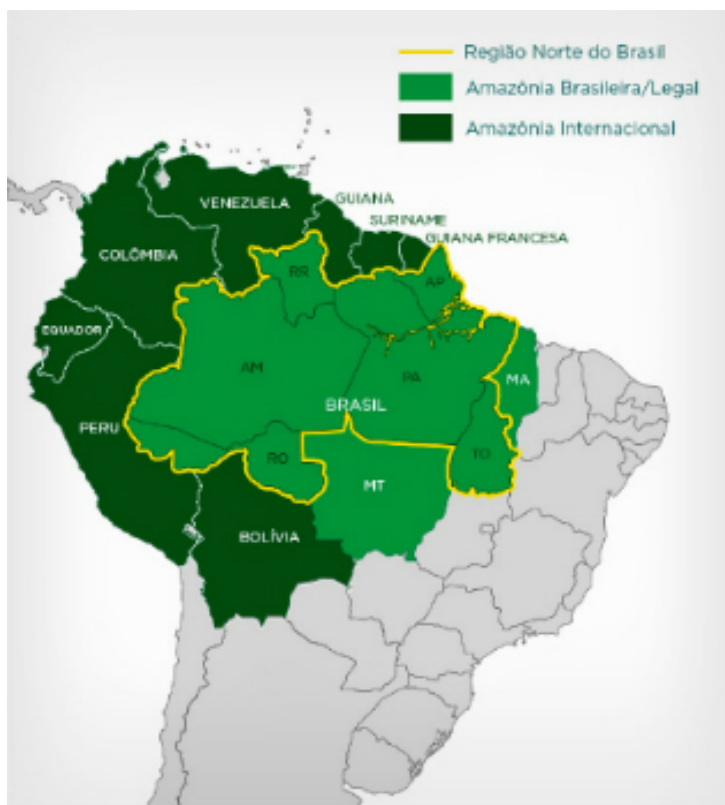 Região Norte do Brasil
Amazônia Brasileira/Legal
Amazônia Internacional
VENEZUELA
GUIANA
SURINAME
GUIANA FRANCESA
COLÔMBIA
RR
AP
EQUADOR
AM
PA
MA
BRASIL
PERU
RO
TO
MT
BOLÍVIA